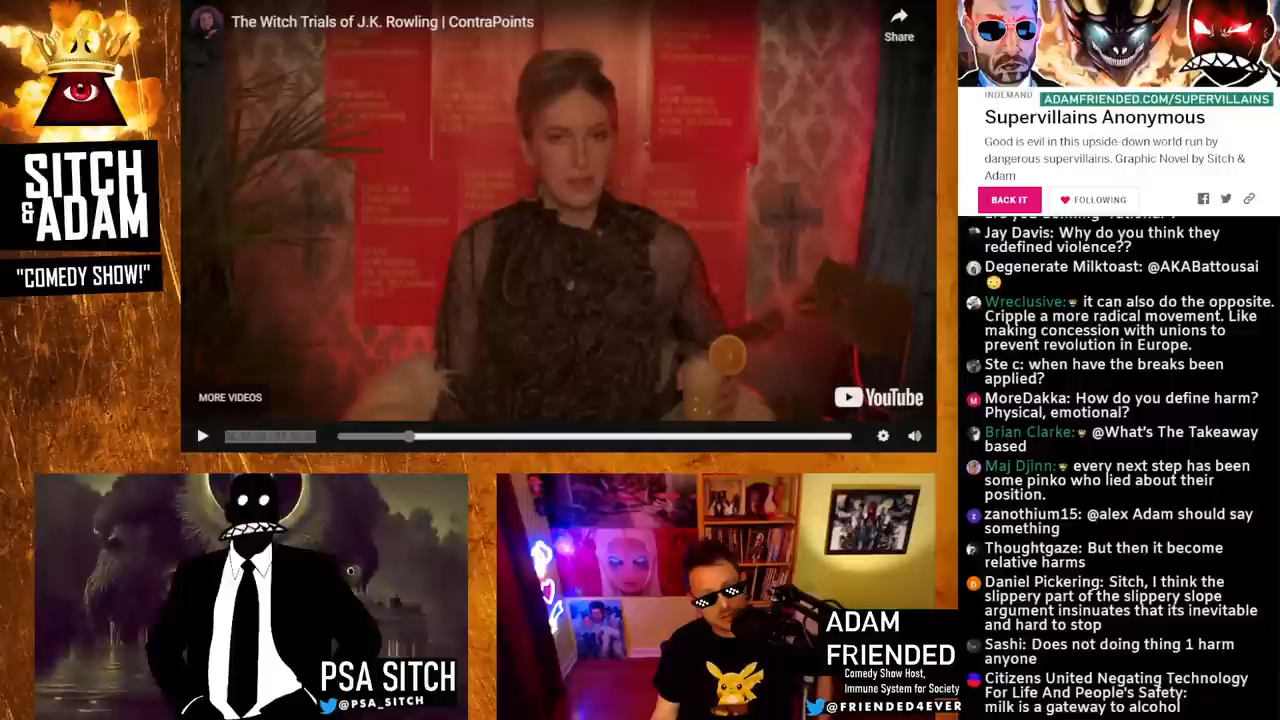 The Witch Trials of J.K. Rowling | ContraPoints
Share
MORE VIDEOS
YouTube
SITCH
& ADAM
"COMEDY SHOW!"
INDEMAND
ADAMFRIENDED.COM/SUPERVILLAINS
Supervillains Anonymous
Good is evil in this upside-down world run by
dangerous supervillains. Graphic Novel by Sitch &
Adam
BACK IT
FOLLOWING
Jay Davis: Why do you think they
redefined violence??
Degenerate Milktoast: @AKABattousai
Wreclusive: it can also do the opposite.
Cripple a more radical movement. Like
making concession with unions to
prevent revolution in Europe.
Ste c: when have the breaks been
applied?
MoreDakka: How do you define harm?
Physical, emotional?
Brian Clarke: @What's The Takeaway
based
Maj Djinn: every next step has been
some pinko who lied about their
position.
zanothium15: @alex Adam should say
something
Thoughtgaze: But then it become
relative harms
Daniel Pickering: Sitch, I think the
slippery part of the slippery slope
argument insinuates that its inevitable
and hard to stop
Sashi: Does not doing thing 1 harm
anyone
Citizens United Negating Technology
For Life And People's Safety:
milk is a gateway to alcohol
PSA SITCH
@PSA_SITCH
ADAM
FRIENDED
Comedy Show Host,
Immune System for Society
@FRIENDED4EVER